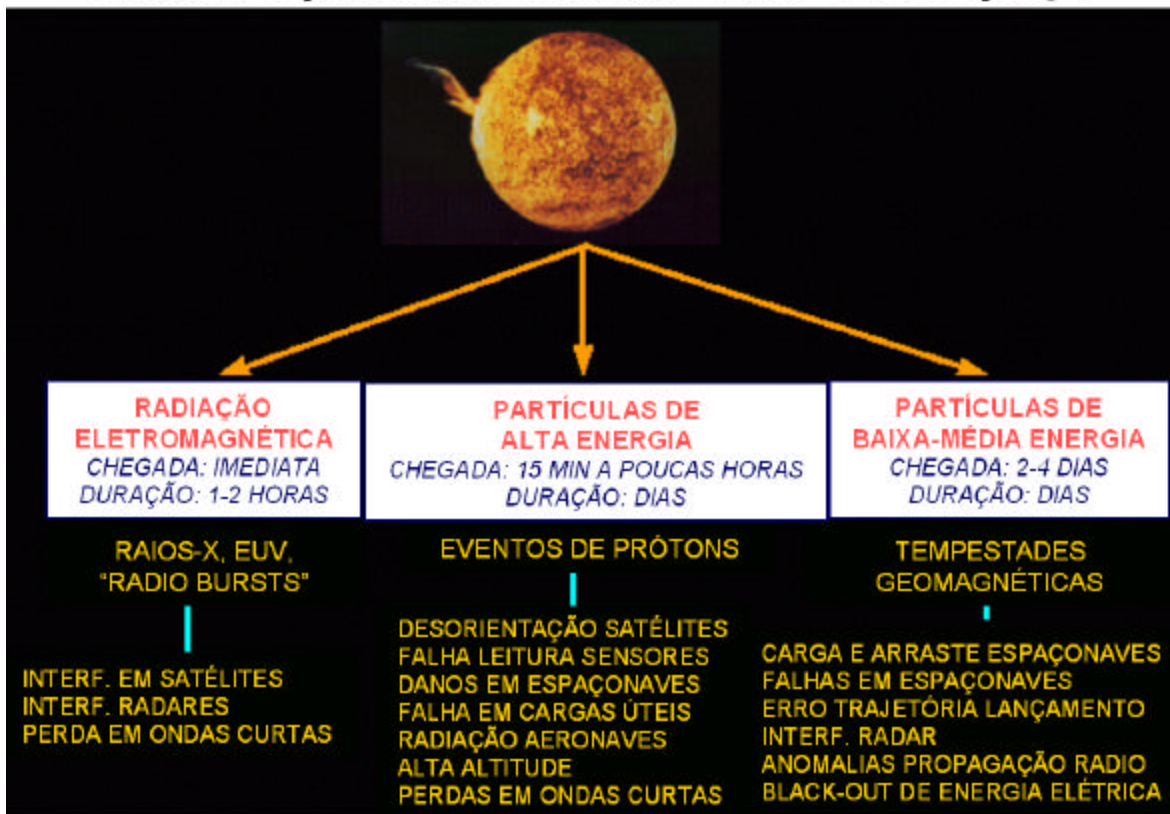 RADIAÇÃO
ELETROMAGNÉTICA
CHEGADA: IMEDIATA
DURAÇÃO: 1-2 HORAS
RAIOS-X, EUV,
“RADIO BURSTS”
INTERF. EM SATÉLITES
INTERF. RADARES
PERDA EM ONDAS CURTAS
PARTÍCULAS DE
ALTA ENERGIA
CHEGADA: 15 MIN A POUCAS HORAS
DURAÇÃO: DIAS
EVENTOS DE PRÓTONS
DESORIENTAÇÃO SATÉLITES
FALHA LEITURA SENSORES
DANOS EM ESPAÇONAVES
FALHA EM CARGAS ÚTEIS
RADIAÇÃO AERONAVES
ALTA ALTITUDE
PERDAS EM ONDAS CURTAS
PARTÍCULAS DE
BAIXA-MÉDIA ENERGIA
CHEGADA: 2-4 DIAS
DURAÇÃO: DIAS
TEMPESTADES
GEOMAGNÉTICAS
CARGA E ARRASTE ESPAÇONAVES
FALHAS EM ESPAÇONAVES
ERRO TRAJETÓRIA LANÇAMENTO
INTERF. RADAR
ANOMALIAS PROPAGAÇÃO RADIO
BLACK-OUT DE ENERGIA ELÉTRICA